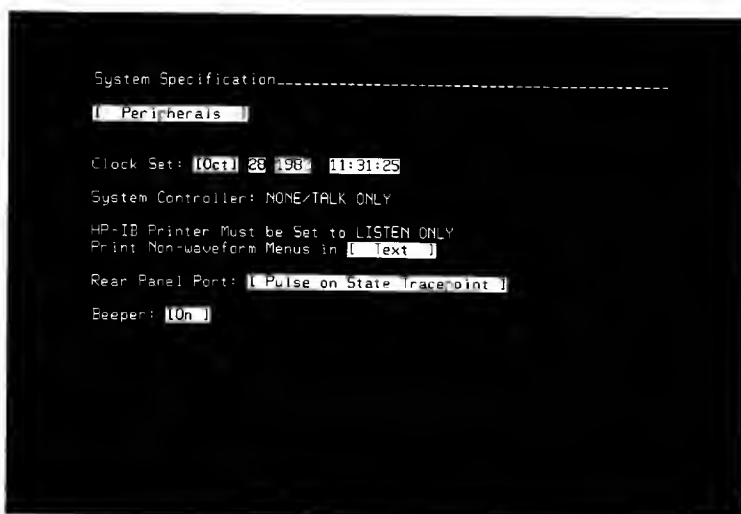 System Specification
[ Peripherals ]
Clock Set: [Oct] 28 11:31:25
System Controller: NONE/TALK ONLY
HP-IB Printer Must be Set to LISTEN ONLY
Print Non-waveform Menus in [ Text ]
Rear Panel Port: [ Pulse on State Tracepoint ]
Beeper: [On ]